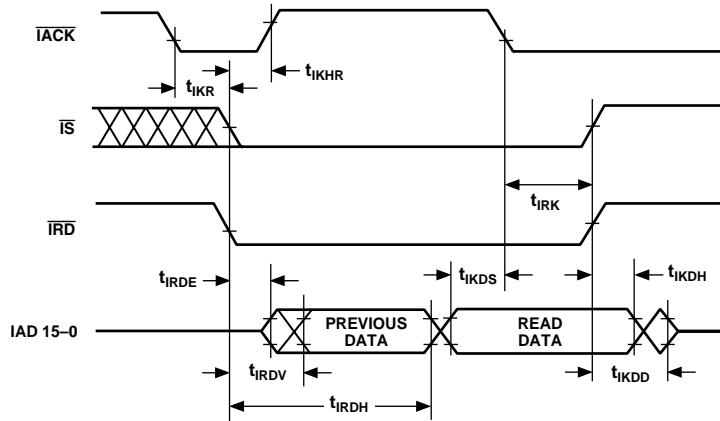 IACK
tIKR
tIKHR
IS
tIRK
IRD
tIRDE
tIKDS
tIKDH
IAD 15–0
PREVIOUS
DATA
READ
DATA
tIRDV
tIKDD
tIRDH